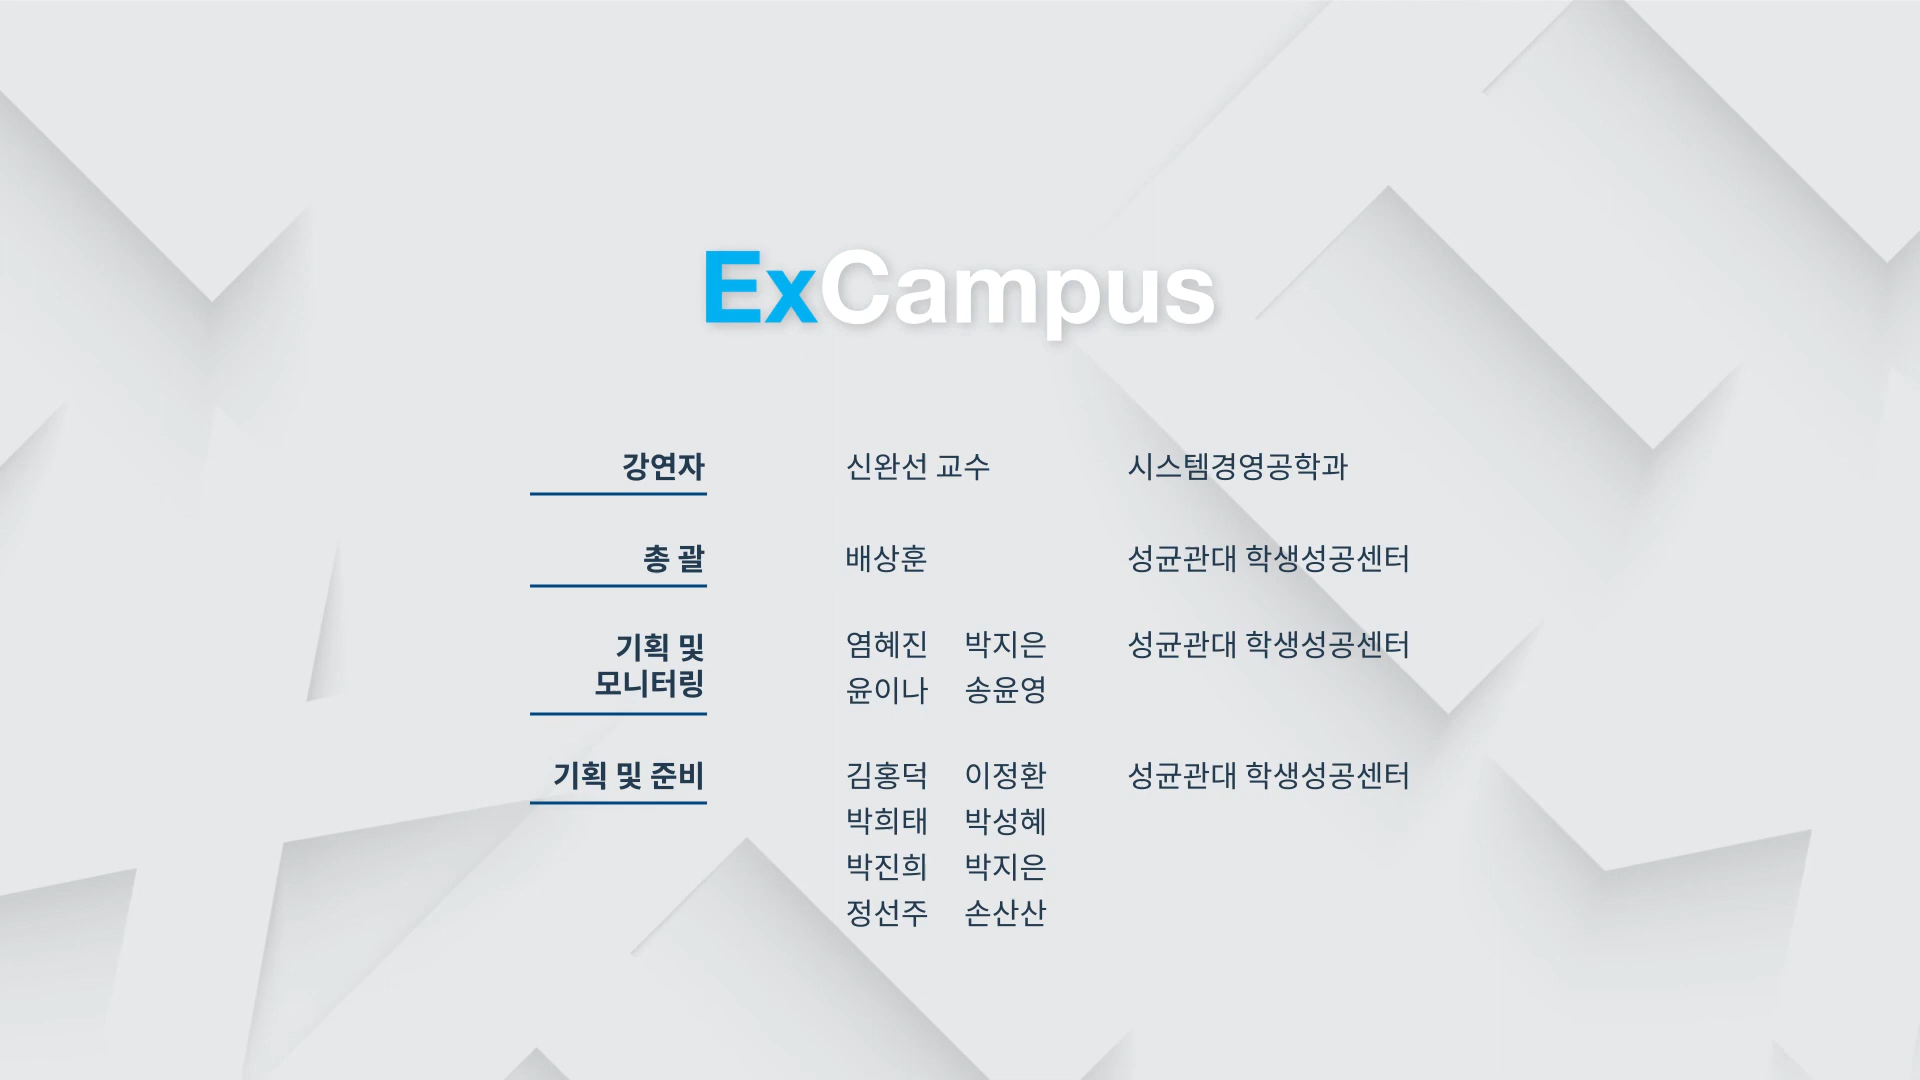 ExCampus
강연자 신완선 교수 시스템경영공학과
총 괄 배상훈 성균관대 학생성공센터
기획 및
모니터링
염혜진 박지은 성균관대 학생성공센터
윤이나 송윤영
기획 및 준비 김홍덕 이정환 성균관대 학생성공센터
박희태 박성혜
박진희 박지은
정선주 손산산